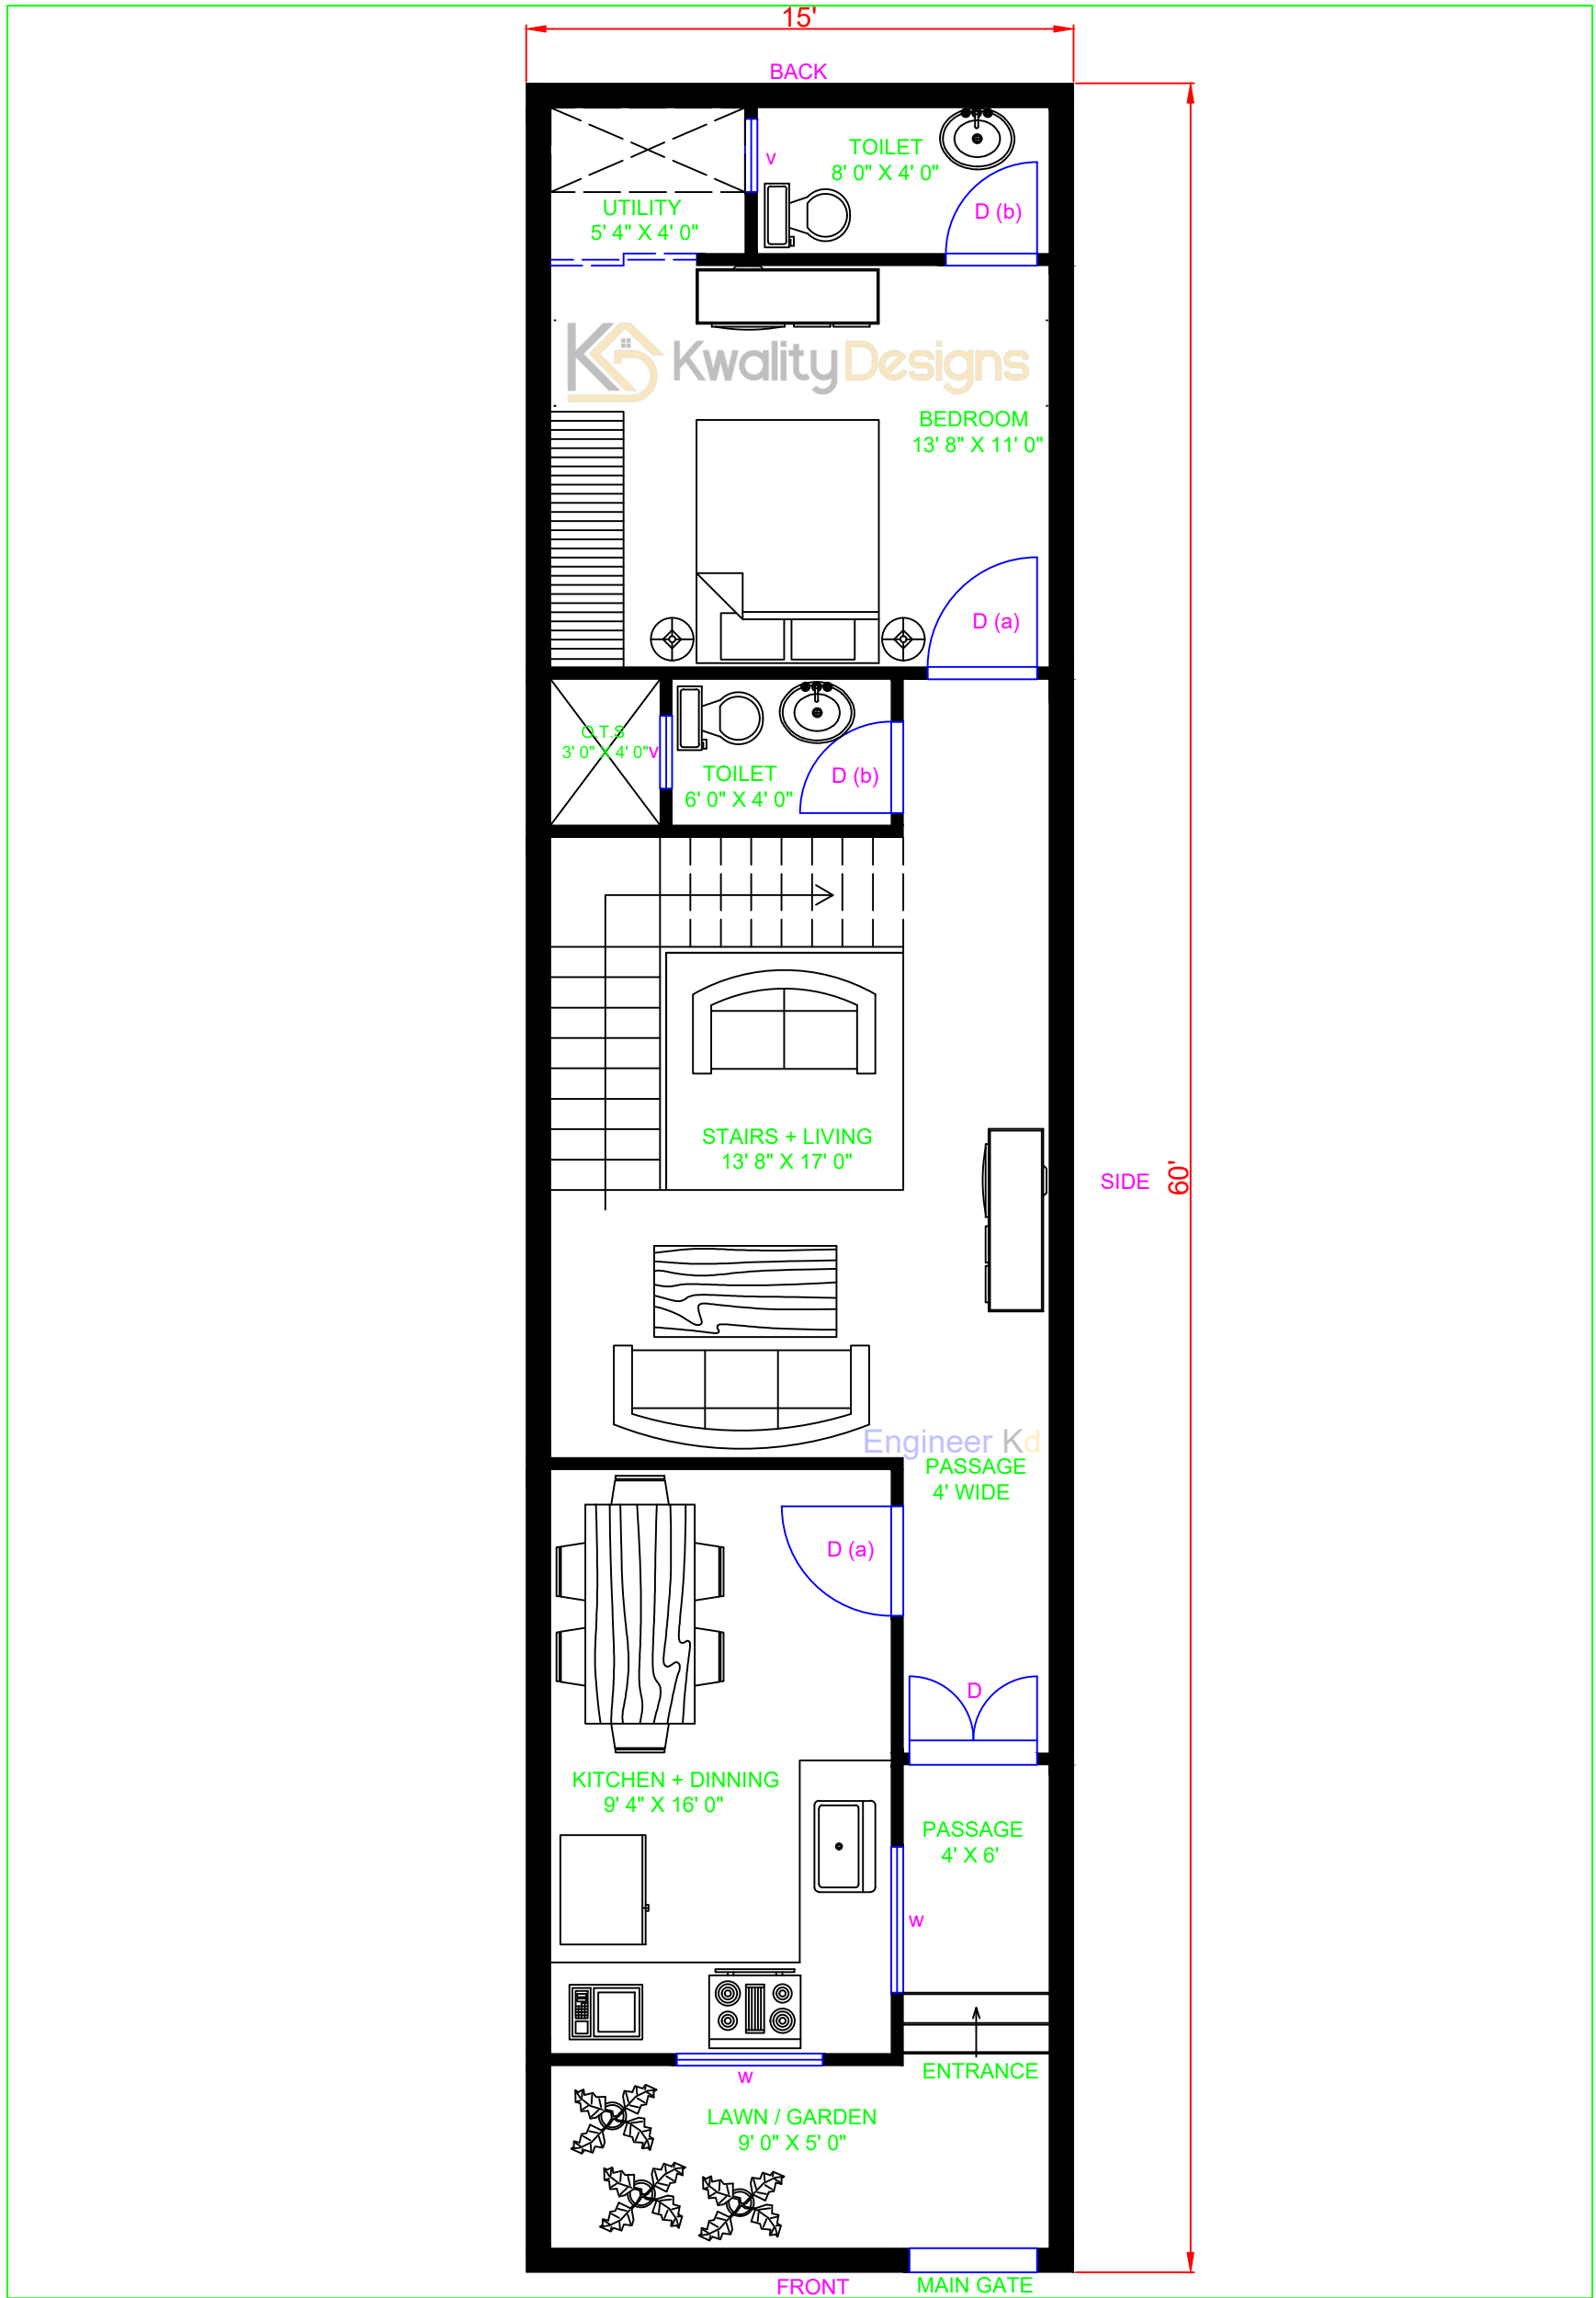 15'
BACK
TOILET
8' 0" X 4' 0"
v
D (b)
UTILITY
5' 4" X 4' 0"
Kwality Designs
BEDROOM
13' 8" X 11' 0"
D (a)
O.T.S
3' 0" X 4' 0"
v
TOILET
6' 0" X 4' 0"
D (b)
STAIRS + LIVING
13' 8" X 17' 0"
SIDE
60'
Engineer Kd
PASSAGE
4' WIDE
D (a)
D
KITCHEN + DINNING
9' 4" X 16' 0"
PASSAGE
4' X 6'
w
ENTRANCE
w
LAWN / GARDEN
9' 0" X 5' 0"
FRONT
MAIN GATE